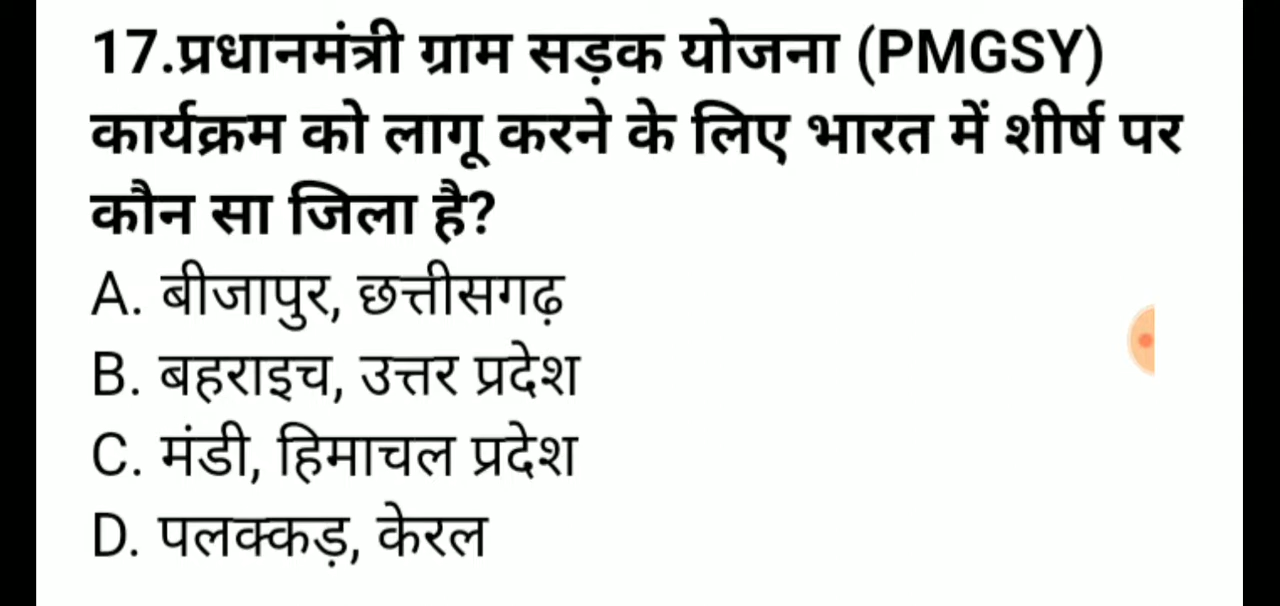 17.प्रधानमंत्री ग्राम सड़क योजना (PMGSY)
कार्यक्रम को लागू करने के लिए भारत में शीर्ष पर
कौन सा जिला है?
A. बीजापुर, छत्तीसगढ़
B. बहराइच, उत्तर प्रदेश
C. मंडी, हिमाचल प्रदेश
D. पलक्कड़, केरल